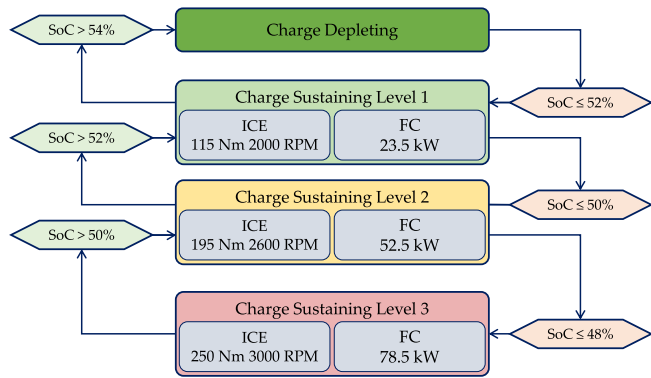 SoC > 54%
Charge Depleting
Charge Sustaining Level 1
SoC ≤ 52%
ICE
115 Nm 2000 RPM
FC
23.5 kW
SoC > 52%
Charge Sustaining Level 2
SoC ≤ 50%
ICE
195 Nm 2600 RPM
FC
52.5 kW
SoC > 50%
Charge Sustaining Level 3
SoC ≤ 48%
ICE
250 Nm 3000 RPM
FC
78.5 kW